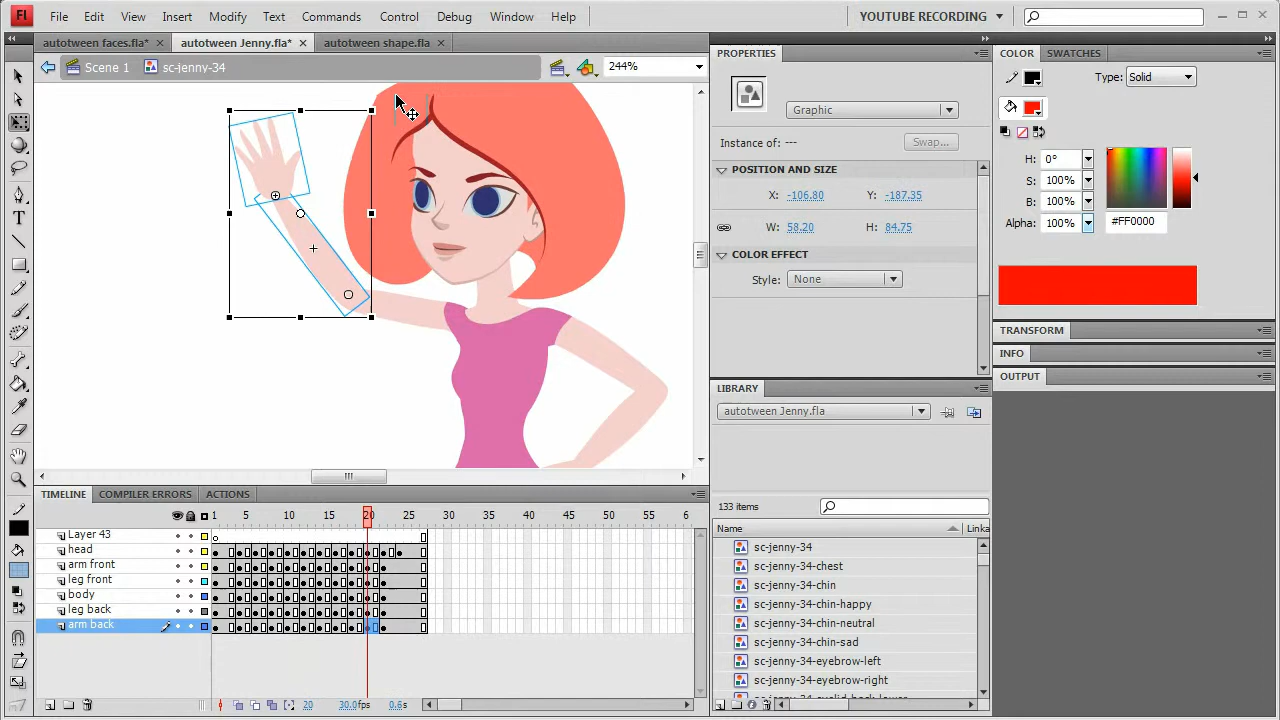 Fl File Edit View Insert Modify Text Commands Control Debug Window Help YOUTUBE RECORDING
autotween faces.fla* autotween Jenny.fla* autotween shape.fla
Scene 1 sc-jenny-34 244%
PROPERTIES
Graphic
Instance of: --- Swap...
POSITION AND SIZE
X: -106.80 Y: -187.35
W: 58.20 H: 84.75
COLOR EFFECT
Style: None
LIBRARY
autotween Jenny.fla
133 items
Name Linka
sc-jenny-34
sc-jenny-34-chest
sc-jenny-34-chin
sc-jenny-34-chin-happy
sc-jenny-34-chin-neutral
sc-jenny-34-chin-sad
sc-jenny-34-eyebrow-left
sc-jenny-34-eyebrow-right
sc-jenny-34-eyelid-back-lower
COLOR SWATCHES
Type: Solid
H: 0°
S: 100%
B: 100%
Alpha: 100% #FF0000
TRANSFORM
INFO
OUTPUT
TIMELINE COMPILER ERRORS ACTIONS
1 5 10 15 20 25 30 35 40 45 50 55 6
Layer 43
head
arm front
leg front
body
leg back
arm back
20 30.0fps 0.6s